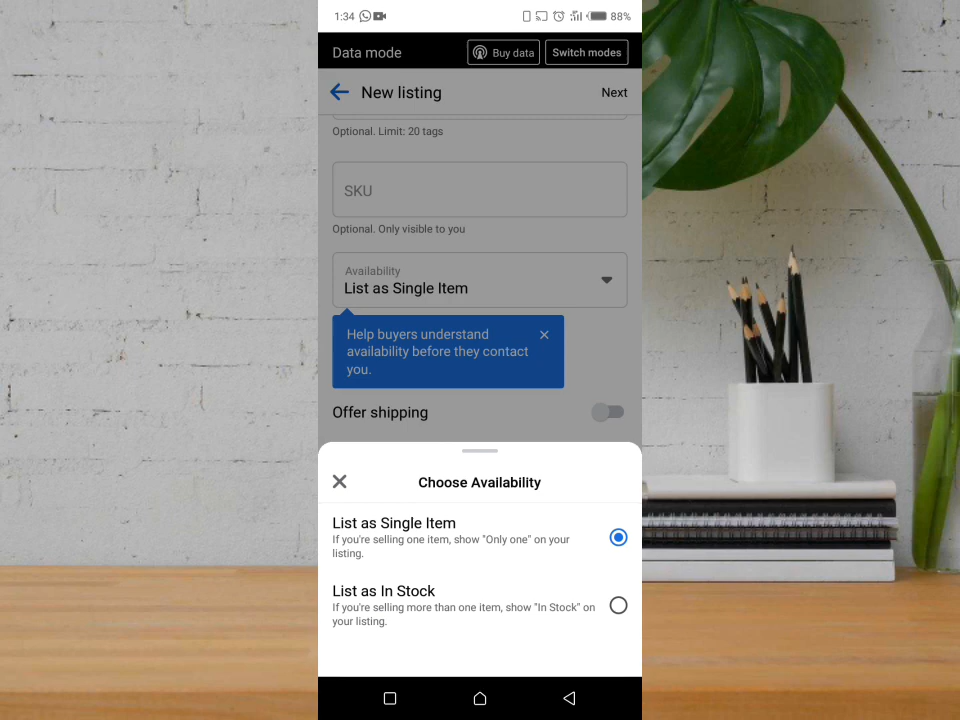 1:34
88%
Data mode
Buy data
Switch modes
New listing
Next
Optional. Limit: 20 tags
SKU
Optional. Only visible to you
Availability
List as Single Item
Help buyers understand
availability before they contact
you.
Offer shipping
Choose Availability
List as Single Item
If you're selling one item, show "Only one" on your
listing.
List as In Stock
If you're selling more than one item, show "In Stock" on
your listing.